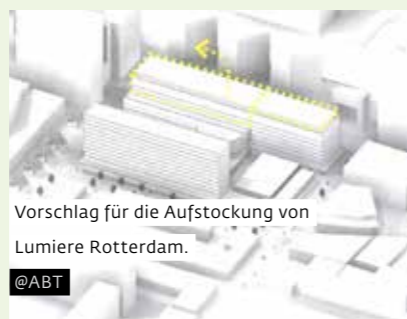 Vorschlag für die Aufstockung von
Lumiere Rotterdam.
@ABT